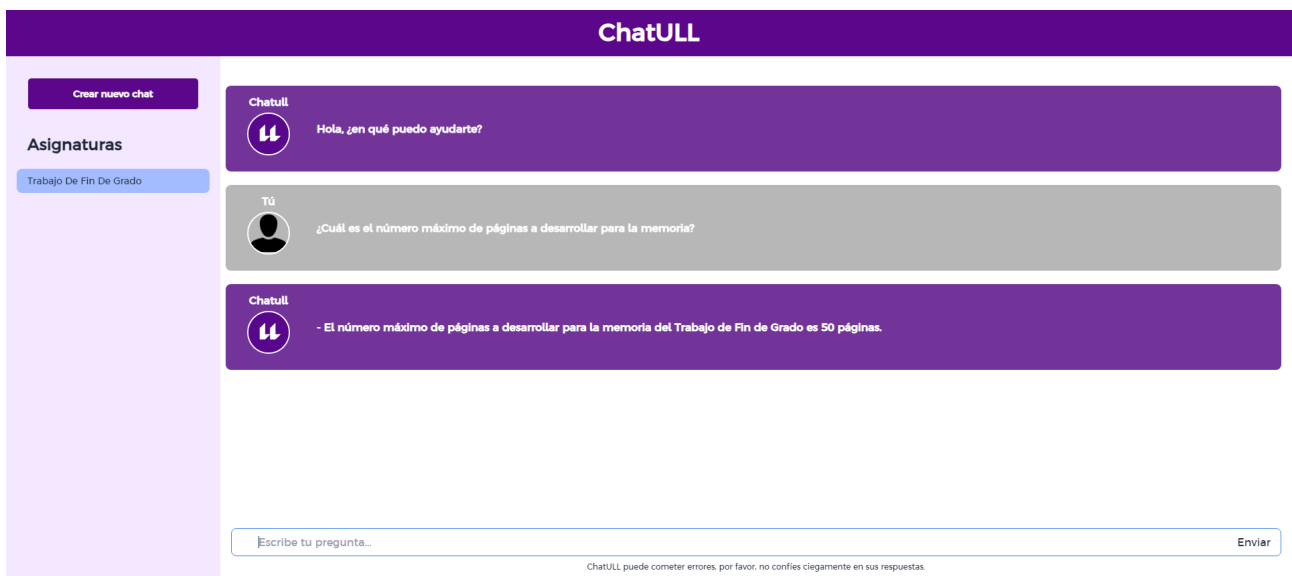 ChatULL
Crear nuevo chat
Asignaturas
Trabajo De Fin De Grado
Chatull
Hola, ¿en qué puedo ayudarte?
Tú
¿Cuál es el número máximo de páginas a desarrollar para la memoria?
Chatull
- El número máximo de páginas a desarrollar para la memoria del Trabajo de Fin de Grado es 50 páginas.
Escribe tu pregunta...
Enviar
ChatULL puede cometer errores, por favor, no confíes ciegamente en sus respuestas.